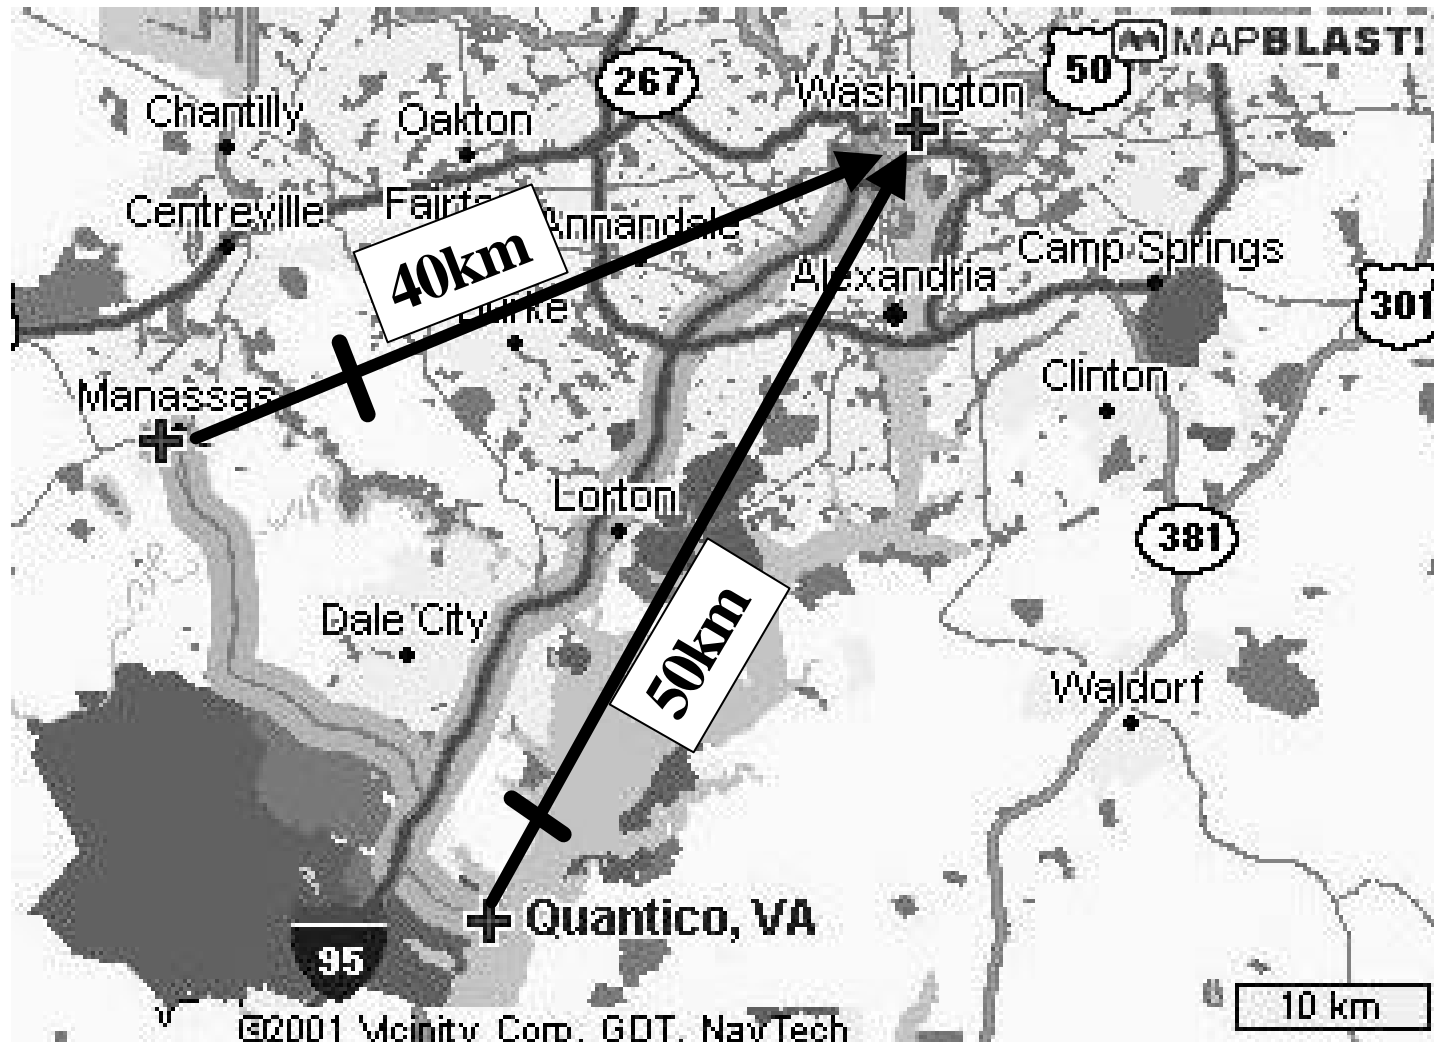 MAPBLAST!
267
50
Washington
Chantilly
Oakton
Centreville
Fairfa
Annandale
40km
Camp Springs
Alexandria
Burke
301
Manassas
Clinton
Lorton
381
Dale City
50km
Waldorf
Quantico, VA
95
10 km
©2001 Vicinity Corp. GDT, NavTech